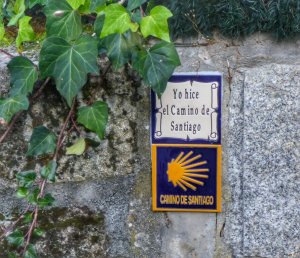 Yo hice
el Camino de
Santiago
CAMINO DE SANTIAGO